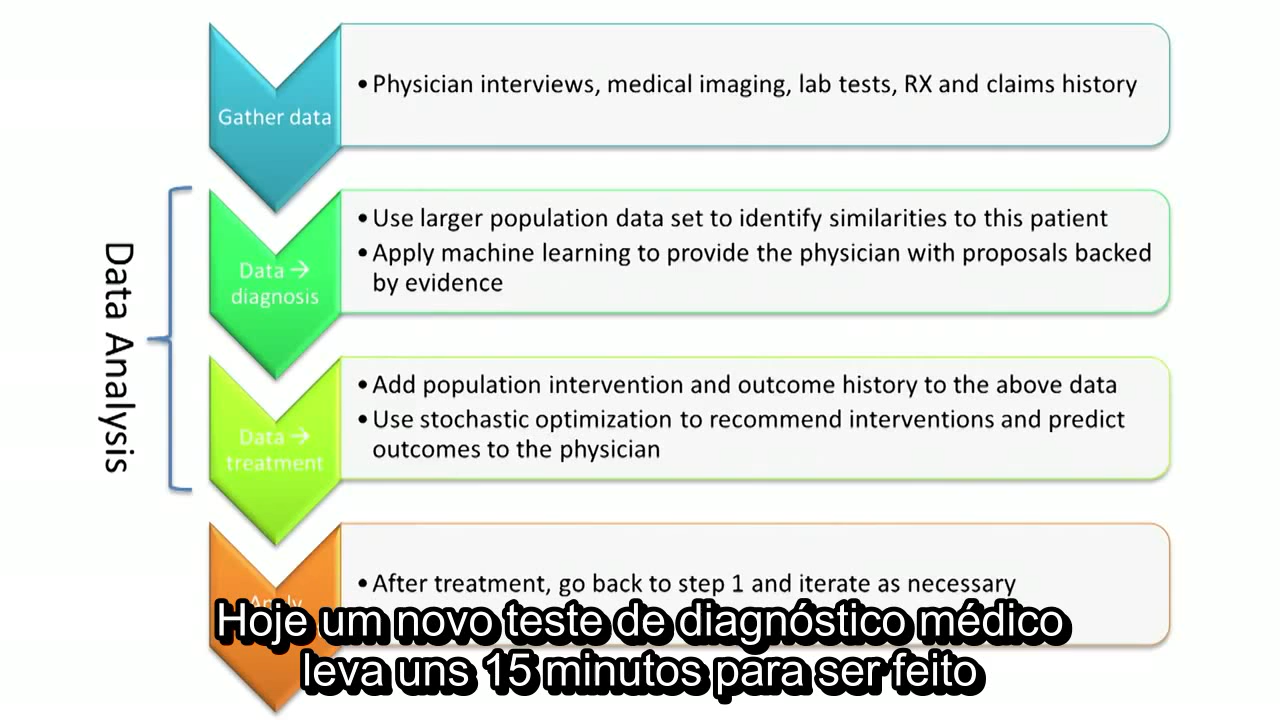 Gather data
• Physician interviews, medical imaging, lab tests, RX and claims history
Data Analysis
Data →
diagnosis
• Use larger population data set to identify similarities to this patient
• Apply machine learning to provide the physician with proposals backed
by evidence
Data →
treatment
• Add population intervention and outcome history to the above data
• Use stochastic optimization to recommend interventions and predict
outcomes to the physician
Apply
• After treatment, go back to step 1 and iterate as necessary
Hoje um novo teste de diagnóstico médico
leva uns 15 minutos para ser feito